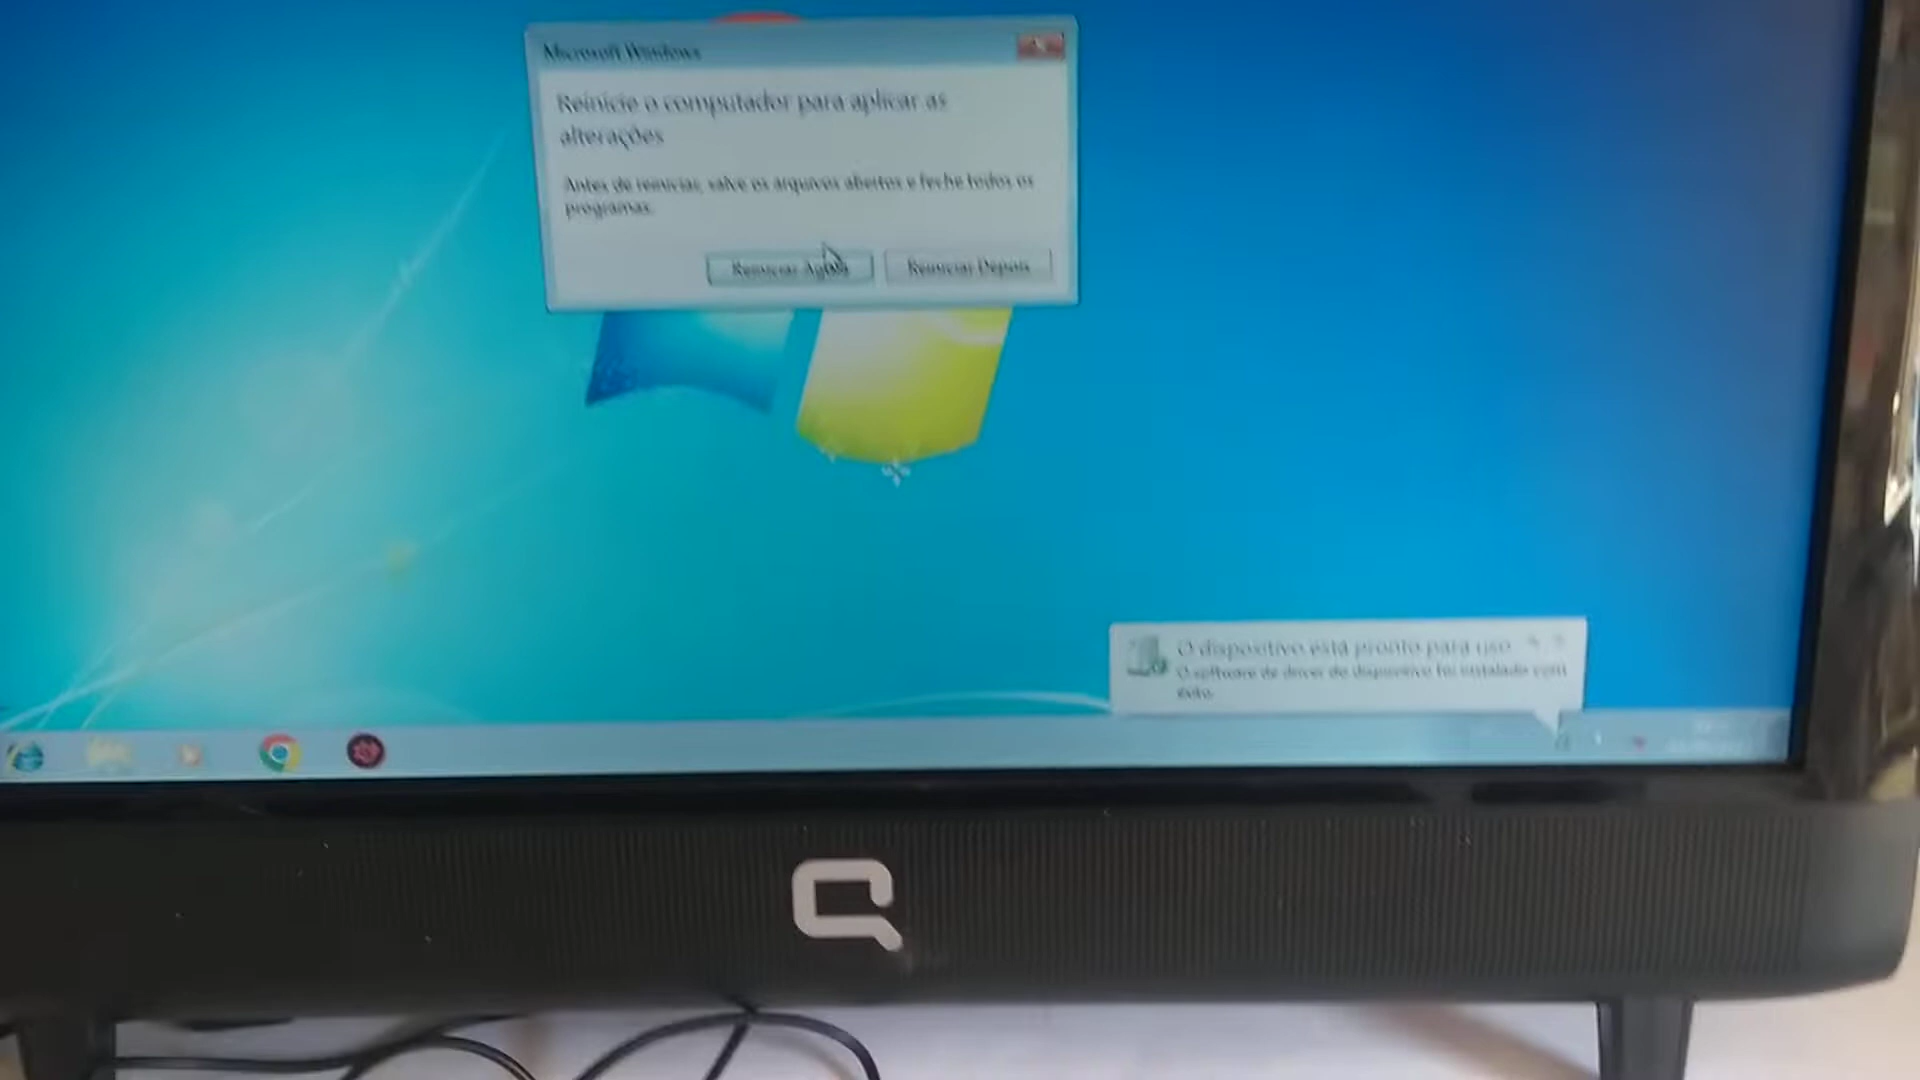 Microsoft Windows
Reinicie o computador para aplicar as
alterações
Antes de reiniciar, salve os arquivos abertos e feche todos os
programas.
Reiniciar Agora
Reiniciar Depois
O dispositivo está pronto para uso
O software de driver do dispositivo foi instalado com
êxito.